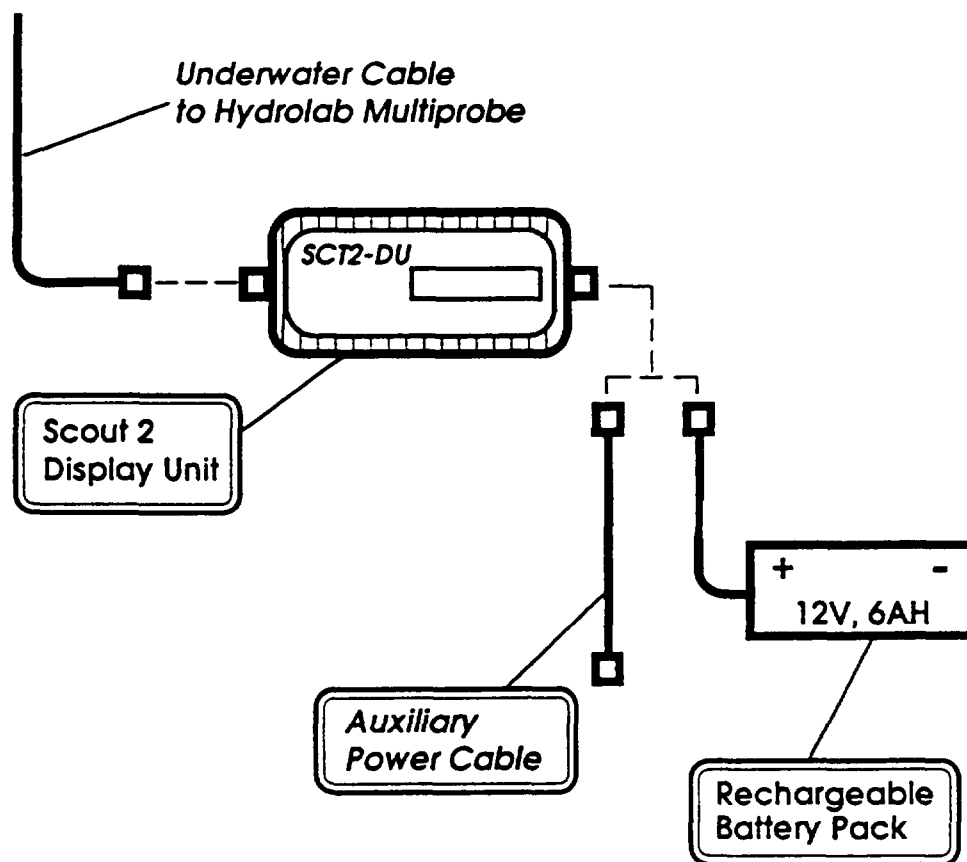 Underwater Cable
to Hydrolab Multiprobe
SCT2-DU
Scout 2
Display Unit
+ -
12V, 6AH
Auxiliary
Power Cable
Rechargeable
Battery Pack